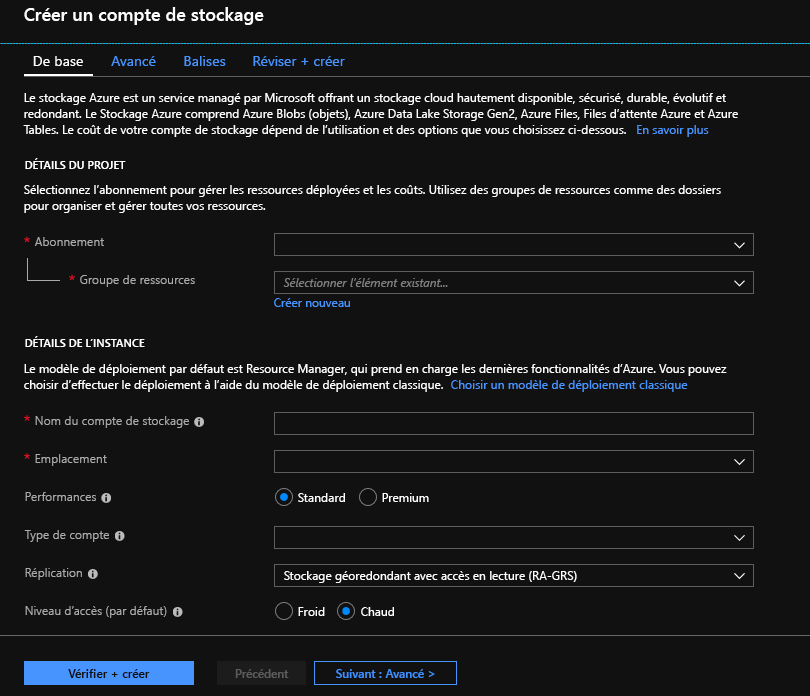 Créer un compte de stockage
De base Avancé Balises Réviser + créer
Le stockage Azure est un service managé par Microsoft offrant un stockage cloud hautement disponible, sécurisé, durable, évolutif et
redondant. Le Stockage Azure comprend Azure Blobs (objets), Azure Data Lake Storage Gen2, Azure Files, Files d'attente Azure et Azure
Tables. Le coût de votre compte de stockage dépend de l'utilisation et des options que vous choisissez ci-dessous. En savoir plus
DÉTAILS DU PROJET
Sélectionnez l'abonnement pour gérer les ressources déployées et les coûts. Utilisez des groupes de ressources comme des dossiers
pour organiser et gérer toutes vos ressources.
* Abonnement
* Groupe de ressources Sélectionner l'élément existant...
Créer nouveau
DÉTAILS DE L'INSTANCE
Le modèle de déploiement par défaut est Resource Manager, qui prend en charge les dernières fonctionnalités d'Azure. Vous pouvez
choisir d'effectuer le déploiement à l'aide du modèle de déploiement classique. Choisir un modèle de déploiement classique
* Nom du compte de stockage
* Emplacement
Performances Standard Premium
Type de compte
Réplication Stockage géoredondant avec accès en lecture (RA-GRS)
Niveau d'accès (par défaut) Froid Chaud
Vérifier + créer Précédent Suivant : Avancé >